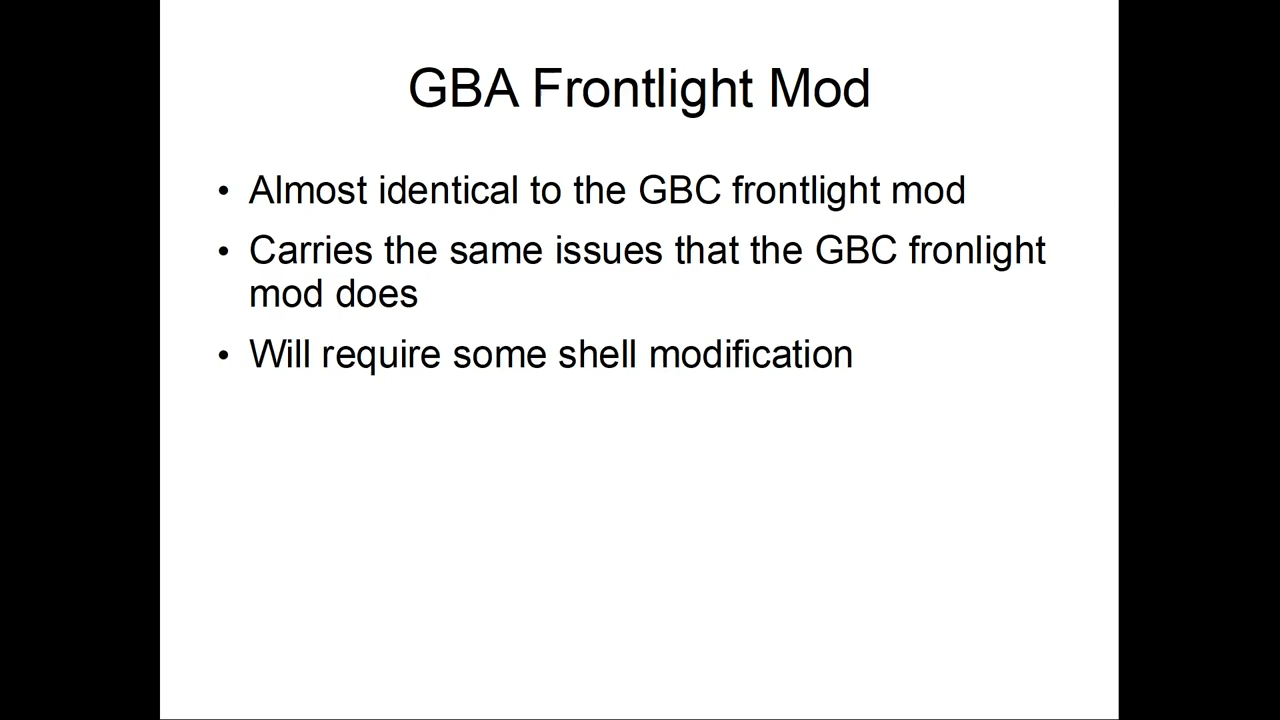 GBA Frontlight Mod
• Almost identical to the GBC frontlight mod
• Carries the same issues that the GBC fronlight
mod does
• Will require some shell modification